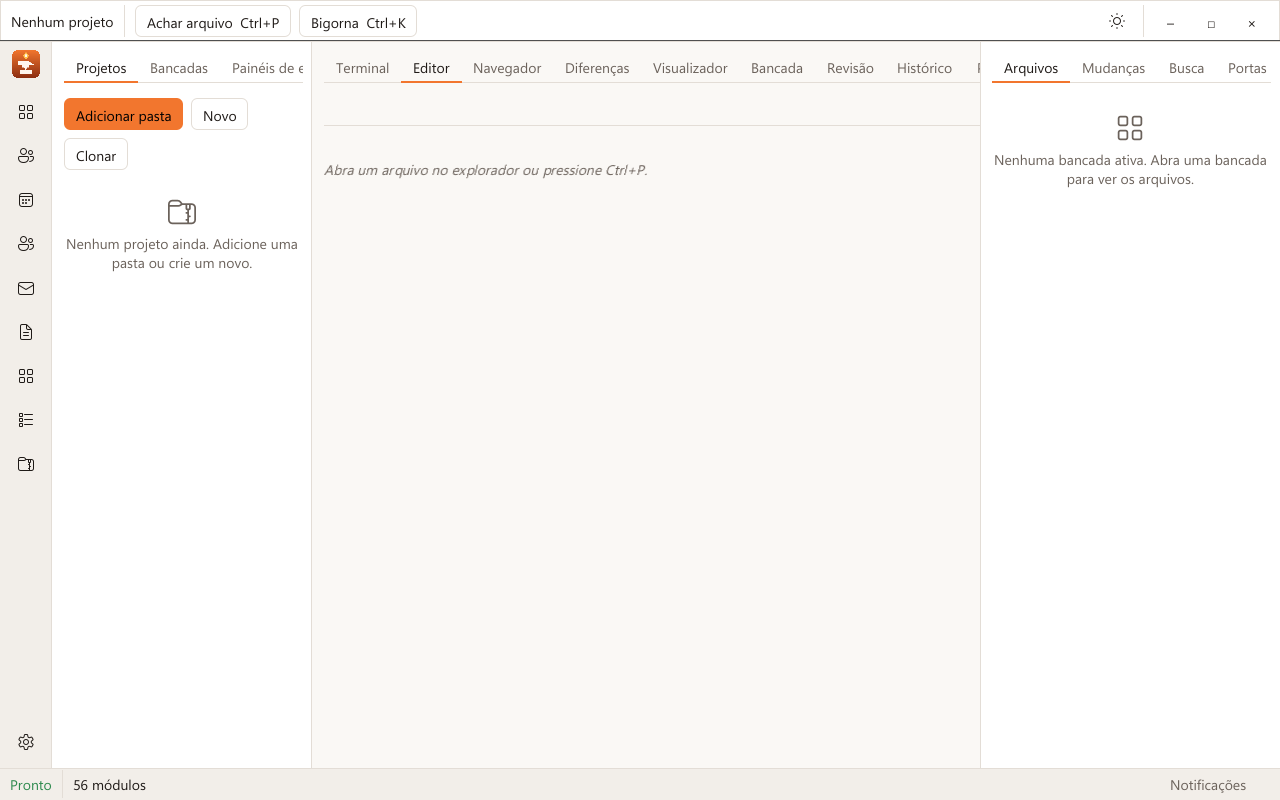 Nenhum projeto
Achar arquivo Ctrl+P
Bigorna Ctrl+K
Projetos
Bancadas
Painéis de e
Terminal
Editor
Navegador
Diferenças
Visualizador
Bancada
Revisão
Histórico
Arquivos
Mudanças
Busca
Portas
Adicionar pasta
Novo
Clonar
Nenhum projeto ainda. Adicione uma
pasta ou crie um novo.
Abra um arquivo no explorador ou pressione Ctrl+P.
Nenhuma bancada ativa. Abra uma bancada
para ver os arquivos.
Pronto
56 módulos
Notificações